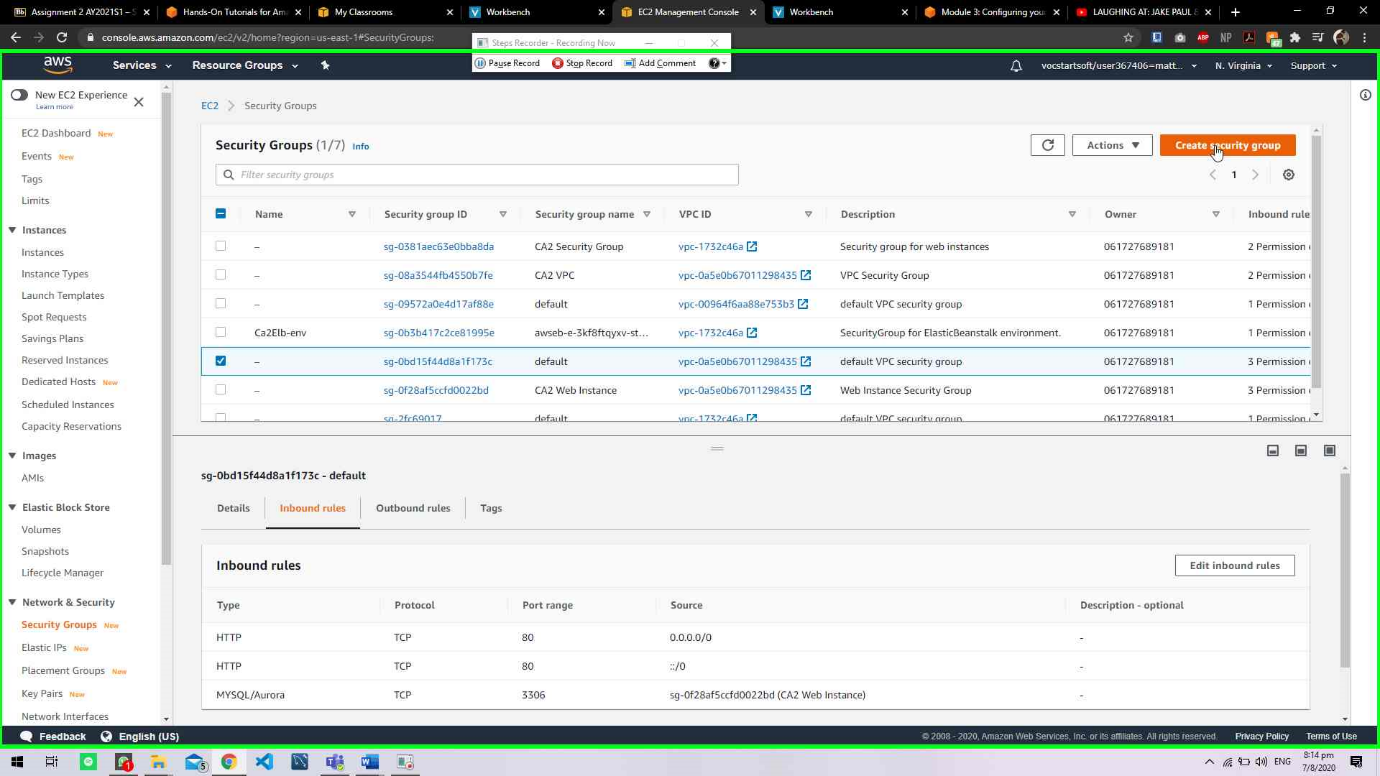 Assignment 2 AY2021S1 – S
Hands-On Tutorials for Am
My Classrooms
Workbench
EC2 Management Console
Workbench
Module 3: Configuring you
LAUGHING AT: JAKE PAUL &
console.aws.amazon.com/ec2/v2/home?region=us-east-1#SecurityGroups:
Steps Recorder - Recording Now
Pause Record Stop Record Add Comment
aws Services Resource Groups vocstartsoft/user367406=matt... N. Virginia Support
New EC2 Experience
Learn more
EC2 Dashboard New
Events New
Tags
Limits
Instances
Instances
Instance Types
Launch Templates
Spot Requests
Savings Plans
Reserved Instances
Dedicated Hosts New
Scheduled Instances
Capacity Reservations
Images
AMIs
Elastic Block Store
Volumes
Snapshots
Lifecycle Manager
Network & Security
Security Groups New
Elastic IPs New
Placement Groups New
Key Pairs New
Network Interfaces
EC2 > Security Groups
Security Groups (1/7) Info
Actions
Create security group
Filter security groups
1
Name Security group ID Security group name VPC ID Description Owner Inbound rule
– sg-0381aec63e0bba8da CA2 Security Group vpc-1732c46a Security group for web instances 061727689181 2 Permission
– sg-08a3544fb4550b7fe CA2 VPC vpc-0a5e0b67011298435 VPC Security Group 061727689181 2 Permission
– sg-09572a0e4d17af88e default vpc-00964f6aa88e753b3 default VPC security group 061727689181 1 Permission
Ca2Elb-env sg-0b3b417c2ce81995e awseb-e-3kf8ftqyxv-st... vpc-1732c46a SecurityGroup for ElasticBeanstalk environment. 061727689181 1 Permission
– sg-0bd15f44d8a1f173c default vpc-0a5e0b67011298435 default VPC security group 061727689181 3 Permission
– sg-0f28af5ccfd0022bd CA2 Web Instance vpc-0a5e0b67011298435 Web Instance Security Group 061727689181 3 Permission
– sg-2fc69017 default vpc-1732c46a default VPC security group 061727689181 1 Permission
sg-0bd15f44d8a1f173c - default
Details Inbound rules Outbound rules Tags
Inbound rules
Edit inbound rules
Type Protocol Port range Source Description - optional
HTTP TCP 80 0.0.0.0/0 -
HTTP TCP 80 ::/0 -
MYSQL/Aurora TCP 3306 sg-0f28af5ccfd0022bd (CA2 Web Instance) -
Feedback English (US) © 2008 - 2020, Amazon Web Services, Inc. or its affiliates. All rights reserved. Privacy Policy Terms of Use
ENG
8:14 pm
7/8/2020